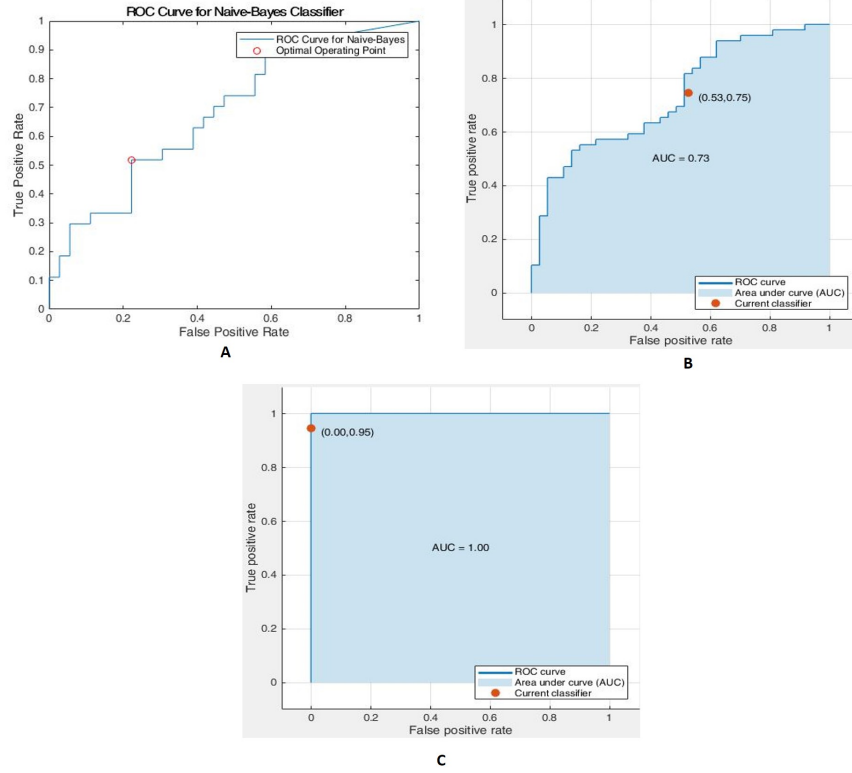 ROC Curve for Naive-Bayes Classifier
1
0.9
0.8
0.7
0.6
0.5
0.4
0.3
0.2
0.1
0
True Positive Rate
ROC Curve for Naive-Bayes
Optimal Operating Point
0 0.2 0.4 0.6 0.8 1
False Positive Rate
A
1
0.8
0.6
0.4
0.2
0
True positive rate
(0.53,0.75)
AUC = 0.73
ROC curve
Area under curve (AUC)
Current classifier
0 0.2 0.4 0.6 0.8 1
False positive rate
B
1
0.8
0.6
0.4
0.2
0
True positive rate
(0.00,0.95)
AUC = 1.00
ROC curve
Area under curve (AUC)
Current classifier
0 0.2 0.4 0.6 0.8 1
False positive rate
C